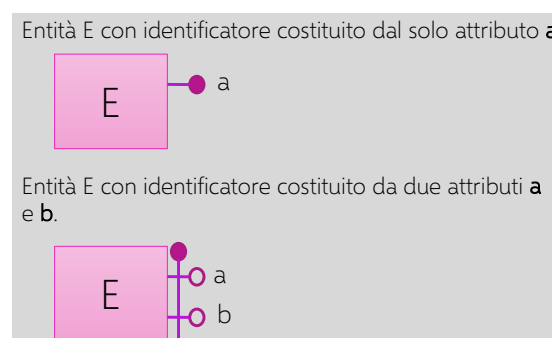 Entità E con identificatore costituito dal solo attributo a
E
a
Entità E con identificatore costituito da due attributi a
e b.
E
a
b